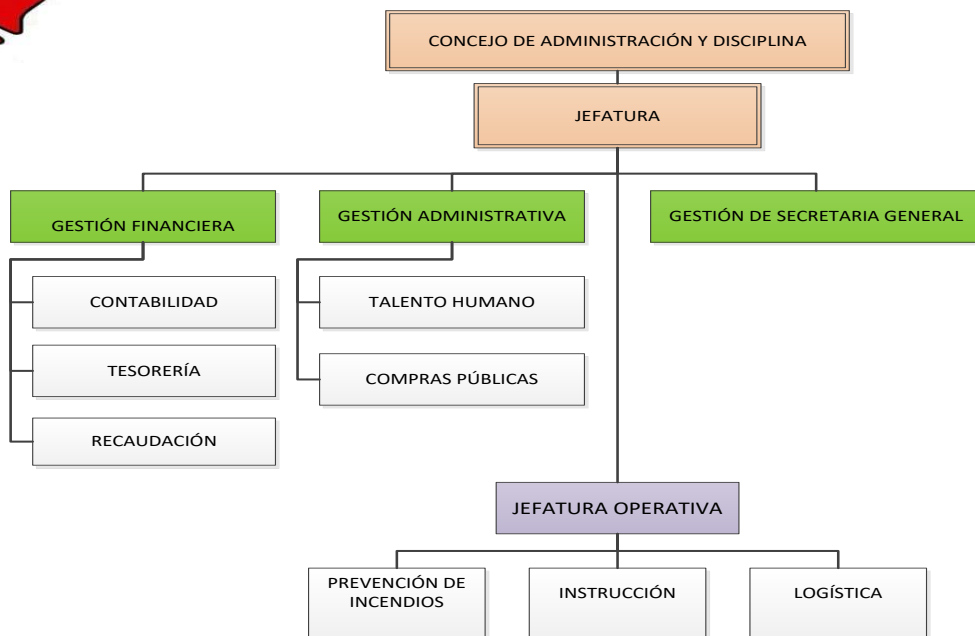 CONCEJO DE ADMINISTRACIÓN Y DISCIPLINA
JEFATURA
GESTIÓN FINANCIERA
GESTIÓN ADMINISTRATIVA
GESTIÓN DE SECRETARIA GENERAL
CONTABILIDAD
TALENTO HUMANO
TESORERÍA
COMPRAS PÚBLICAS
RECAUDACIÓN
JEFATURA OPERATIVA
PREVENCIÓN DE
INCENDIOS
INSTRUCCIÓN
LOGÍSTICA